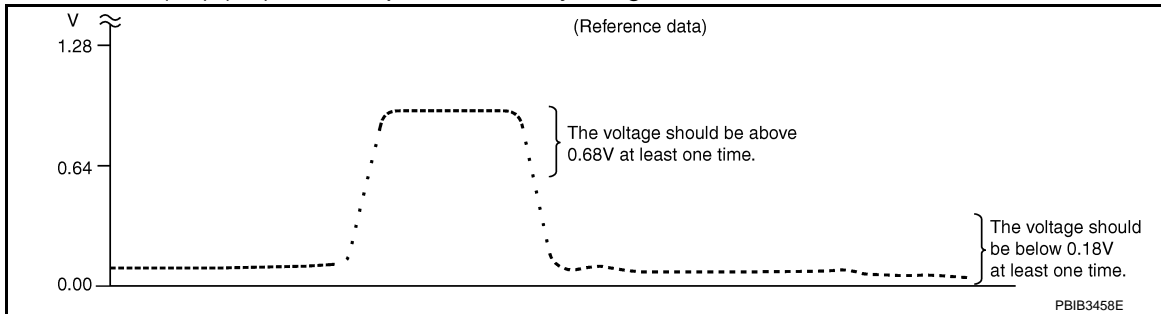 V
(Reference data)
1.28
The voltage should be above
0.68V at least one time.
0.64
The voltage should
be below 0.18V
at least one time.
0.00
PBIB3458E